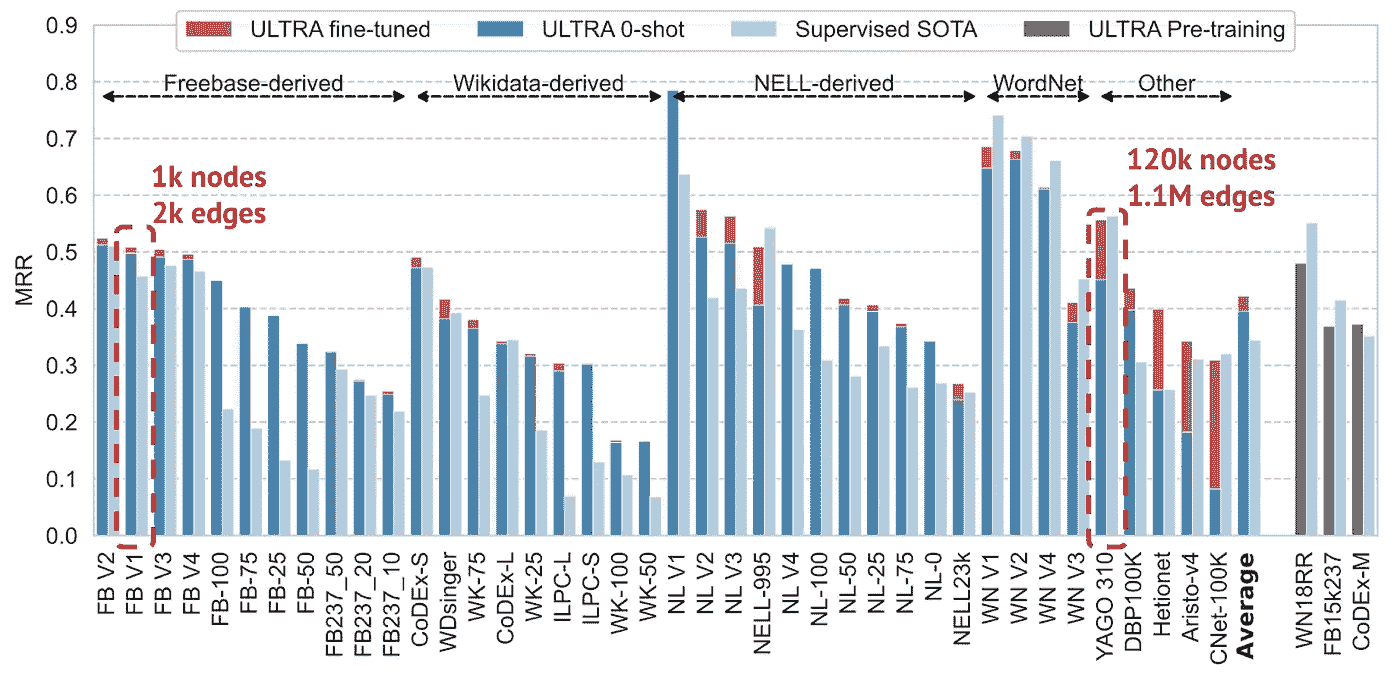 ULTRA fine-tuned ULTRA 0-shot Supervised SOTA ULTRA Pre-training
Freebase-derived Wikidata-derived NELL-derived WordNet Other
1k nodes
2k edges
120k nodes
1.1M edges
MRR
0.9
0.8
0.7
0.6
0.5
0.4
0.3
0.2
0.1
0.0
FB V2
FB V1
FB V3
FB V4
FB-100
FB-75
FB-25
FB-50
FB237_50
FB237_20
FB237_10
CoDEx-S
WDsinger
WK-75
CoDEx-L
WK-25
ILPC-L
ILPC-S
WK-100
WK-50
NL V1
NL V2
NL V3
NELL-995
NL V4
NL-100
NL-50
NL-25
NL-75
NL-0
NELL23k
WN V1
WN V2
WN V4
WN V3
YAGO 310
DBP100K
Hetionet
Aristo-v4
CNet-100K
Average
WN18RR
FB15k237
CoDEx-M